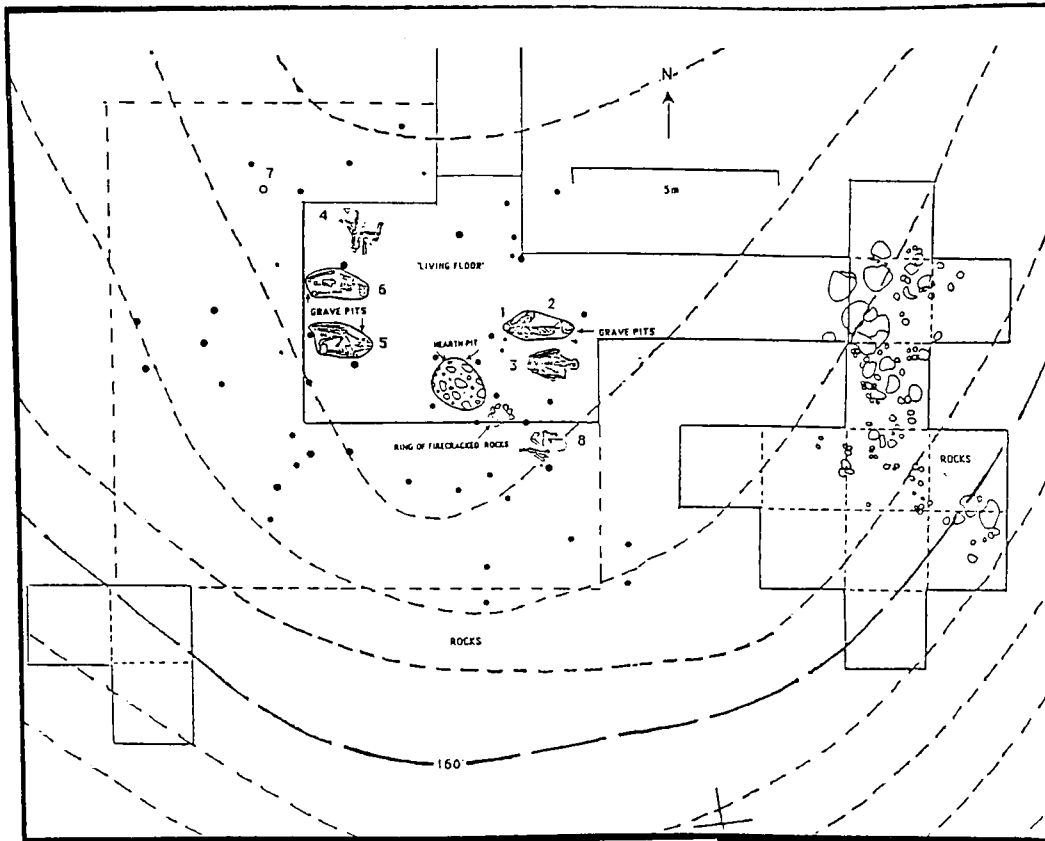 N
7
5m
4
'LIVING FLOOR'
6
GRAVE PITS
1
2
GRAVE PITS
5
HEARTH PIT
3
RING OF FIRECRACKED ROCKS
8
ROCKS
ROCKS
160'